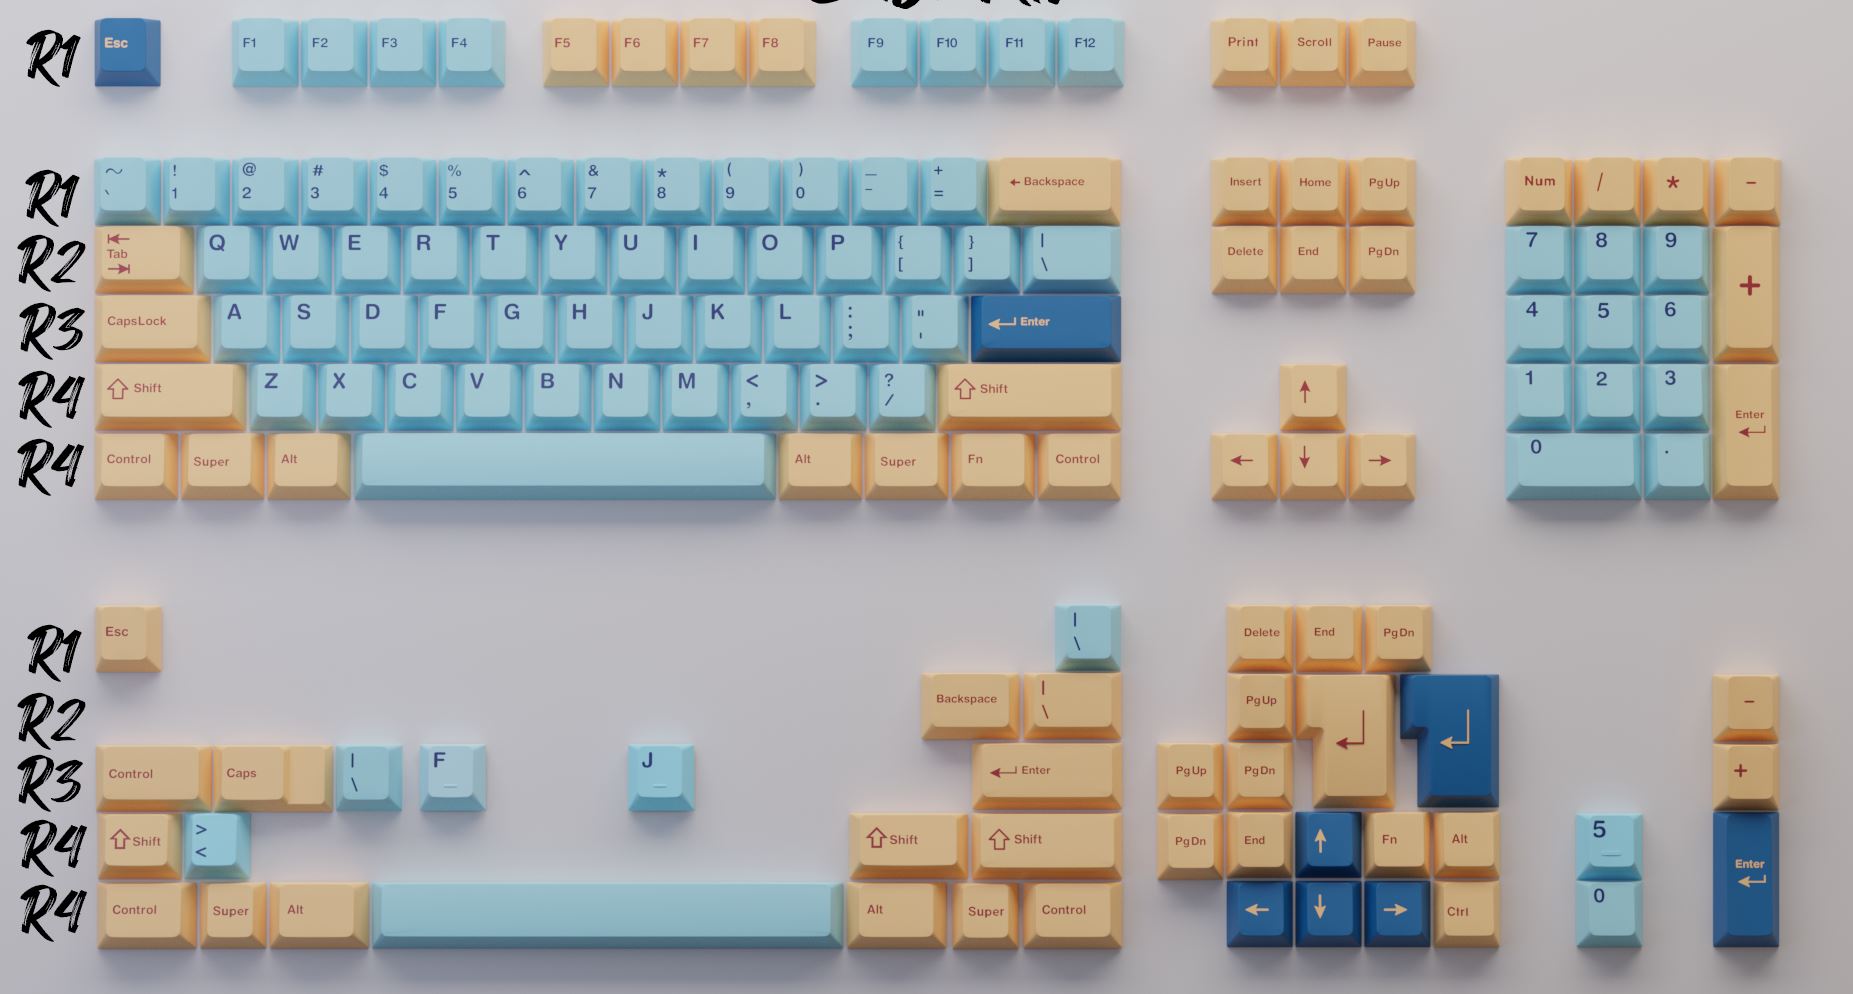 R1 Esc F1 F2 F3 F4 F5 F6 F7 F8 F9 F10 F11 F12 Print Scroll Pause
~ ! @ # $ % ^ & * ( ) _ +
R1 ` 1 2 3 4 5 6 7 8 9 0 - = ← Backspace Insert Home PgUp Num / * -
R2 Tab Q W E R T Y U I O P { [ } ] | \ Delete End PgDn 7 8 9 +
R3 CapsLock A S D F G H J K L : ; " ' ↵ Enter 4 5 6
R4 ⇧ Shift Z X C V B N M < , > . ? / ⇧ Shift ↑ 1 2 3 Enter ↵
R4 Control Super Alt Alt Super Fn Control ← ↓ → 0 .
R1 Esc | \ Delete End PgDn
R2 Backspace | \ PgUp ↵ ↵ -
R3 Control Caps | \ F _ J _ ↵ Enter PgUp PgDn +
R4 ⇧ Shift > < ⇧ Shift ⇧ Shift PgDn End ↑ Fn Alt 5 _ Enter ↵
R4 Control Super Alt Alt Super Control ← ↓ → Ctrl 0